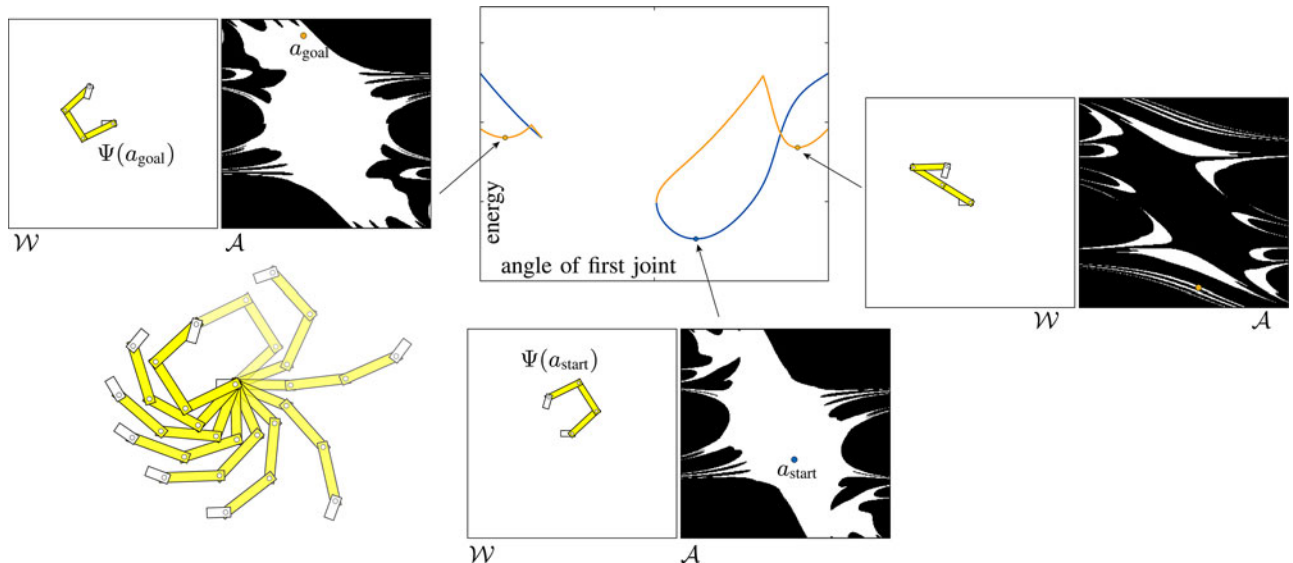 a_goal
Ψ(a_goal)
𝒲
𝒜
energy
angle of first joint
𝒲
𝒜
Ψ(a_start)
a_start
𝒲
𝒜